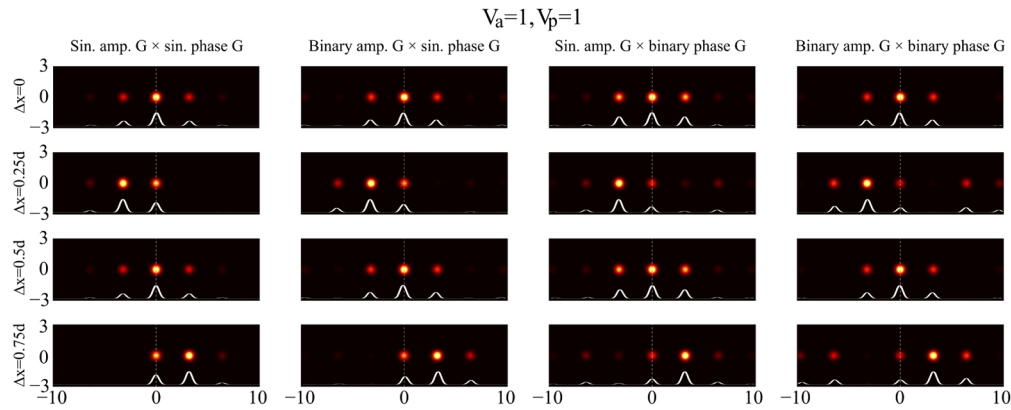 Va=1,Vp=1
Sin. amp. G × sin. phase G
Binary amp. G × sin. phase G
Sin. amp. G × binary phase G
Binary amp. G × binary phase G
Δx=0
3
0
−3
Δx=0.25d
3
0
−3
Δx=0.5d
3
0
−3
Δx=0.75d
3
0
−3
−10 0 10 −10 0 10 −10 0 10 −10 0 10